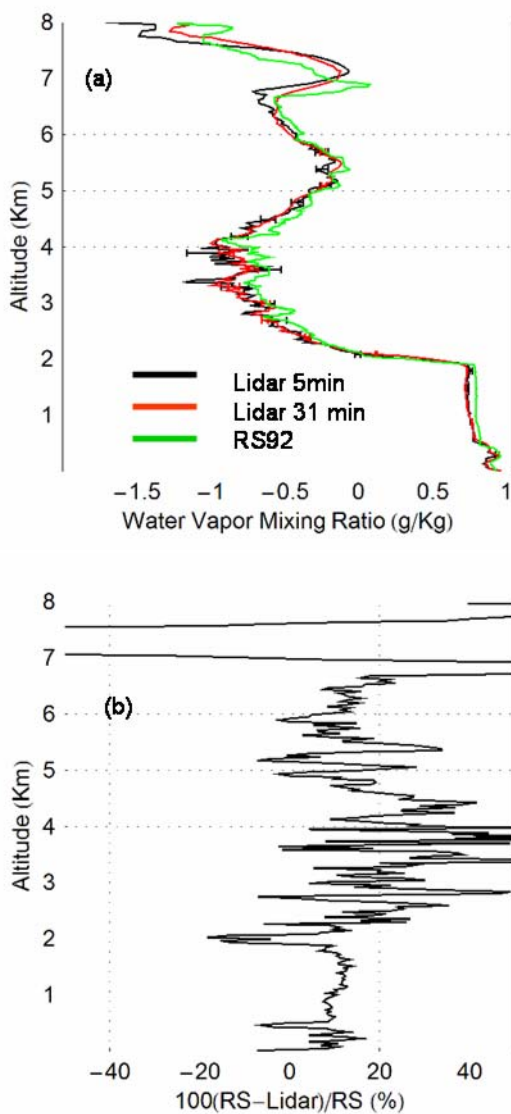 8
(a)
7
6
5
4
3
2
1
Altitude (Km)
Lidar 5min
Lidar 31 min
RS92
−1.5 −1 −0.5 0 0.5 1
Water Vapor Mixing Ratio (g/Kg)
8
7
(b)
6
5
4
3
2
1
Altitude (Km)
−40 −20 0 20 40
100(RS−Lidar)/RS (%)